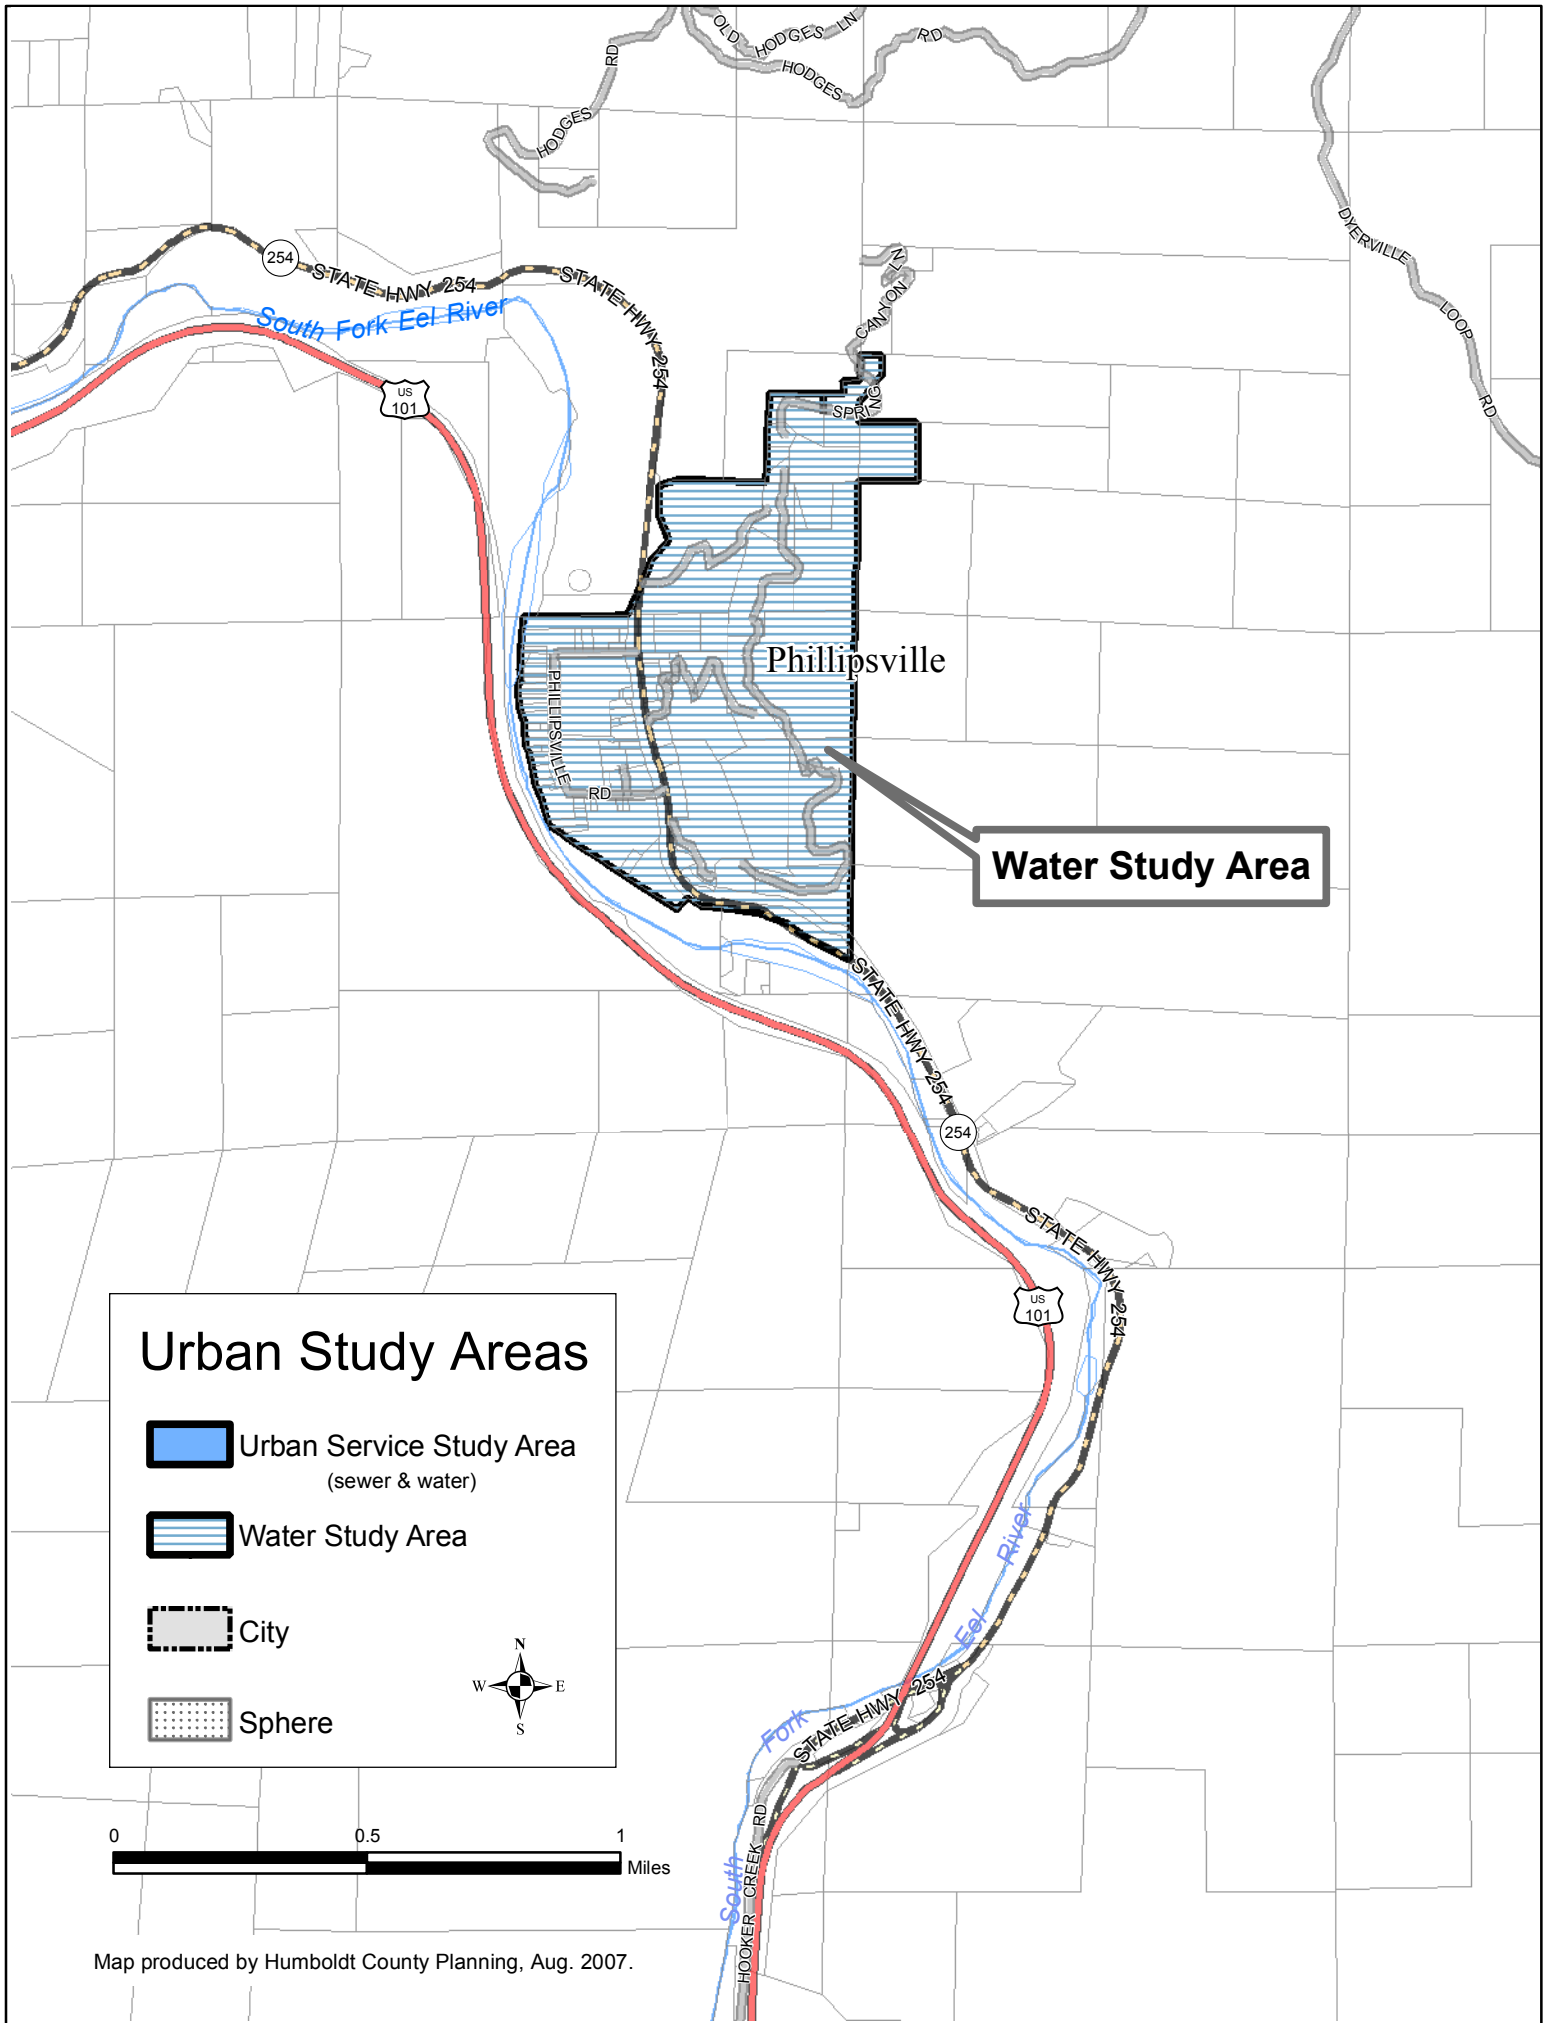 OLD HODGES LN
HODGES RD
HODGES RD
DYERVILLE LOOP RD
254
STATE HWY 254
STATE HWY 254
South Fork Eel River
US
101
SPRING CANYON LN
Phillipsville
PHILLIPSVILLE RD
Water Study Area
STATE HWY 254
254
STATE HWY 254
US
101
Urban Study Areas
Urban Service Study Area
(sewer & water)
Water Study Area
City
Sphere
N
W E
S
South Fork Eel River
STATE HWY 254
HOOKER CREEK RD
0 0.5 1
Miles
Map produced by Humboldt County Planning, Aug. 2007.